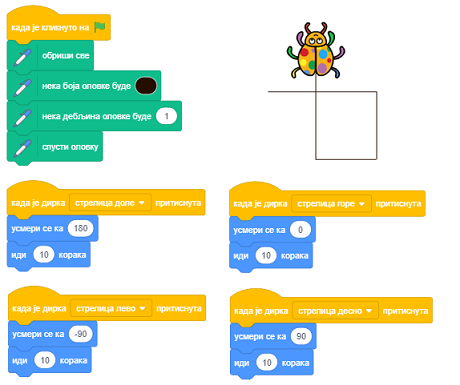 када је кликнуто на
обриши све
нека боја оловке буде
нека дебљина оловке буде 1
спусти оловку
када је дирка стрелица доле притиснута
усмери се ка 180
иди 10 корака
када је дирка стрелица горе притиснута
усмери се ка 0
иди 10 корака
када је дирка стрелица лево притиснута
усмери се ка -90
иди 10 корака
када је дирка стрелица десно притиснута
усмери се ка 90
иди 10 корака